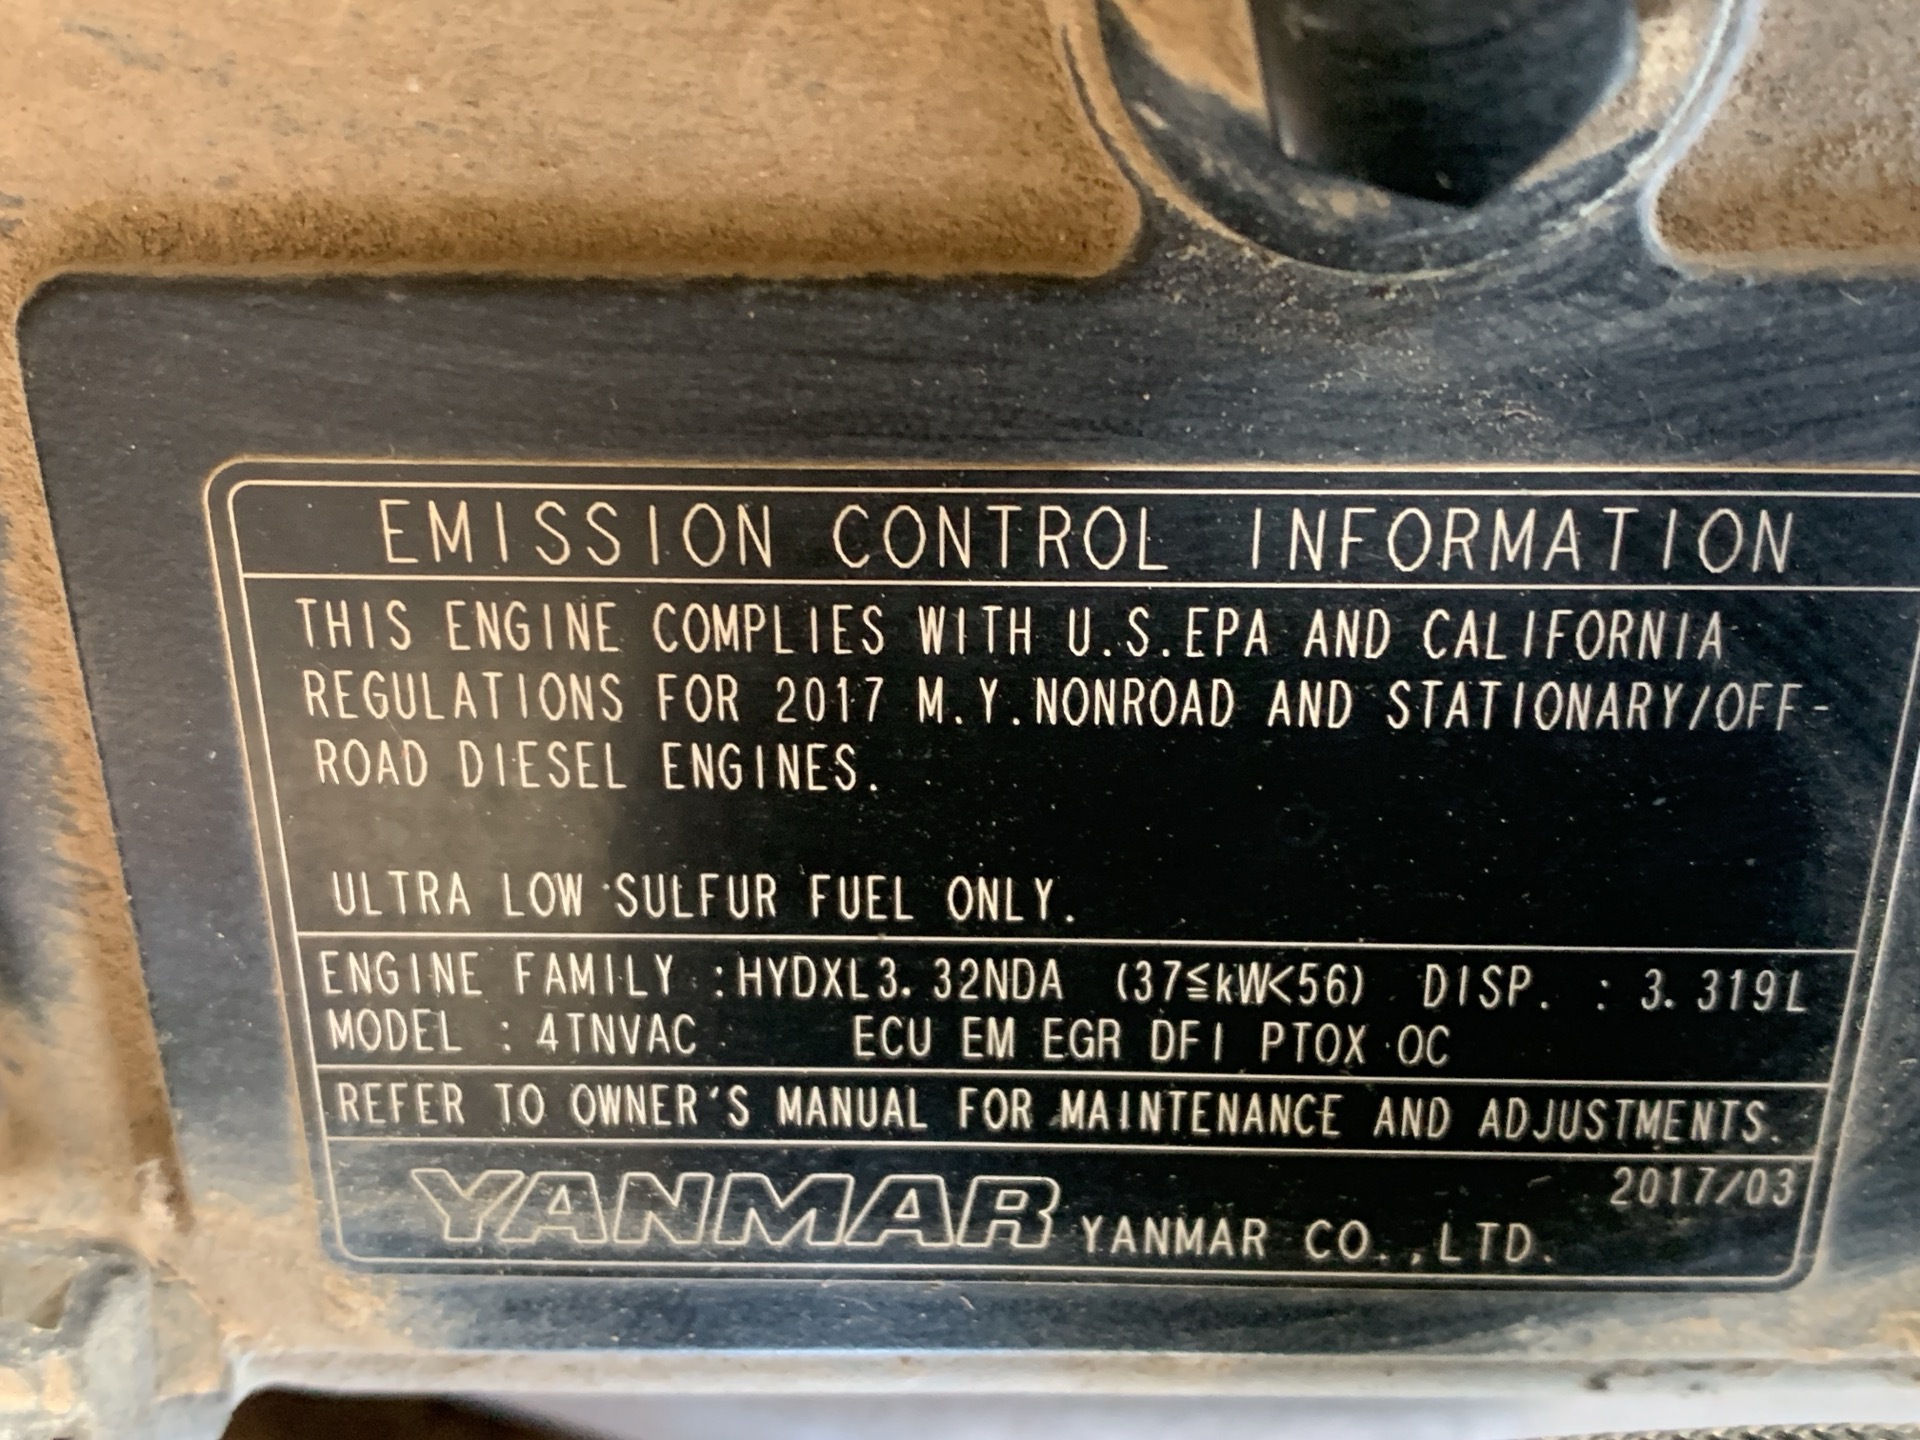 EMISSION CONTROL INFORMATION
THIS ENGINE COMPLIES WITH U.S.EPA AND CALIFORNIA
REGULATIONS FOR 2017 M.Y.NONROAD AND STATIONARY/OFF-
ROAD DIESEL ENGINES.
ULTRA LOW SULFUR FUEL ONLY.
ENGINE FAMILY :HYDXL3.32NDA (37≦kW<56) DISP. : 3.319L
MODEL : 4TNVAC ECU EM EGR DFI PTOX OC
REFER TO OWNER'S MANUAL FOR MAINTENANCE AND ADJUSTMENTS.
2017/03
YANMAR YANMAR CO.,LTD.